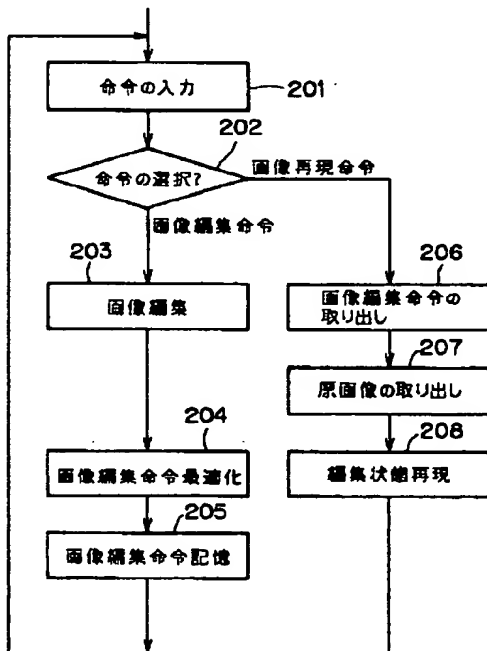 命令の入力
201
202
命令の選択?
画像再現命令
画像編集命令
203
画像編集
206
画像編集命令の
取り出し
207
原画像の取り出し
204
画像編集命令最適化
208
編集状態再現
205
画像編集命令記憶